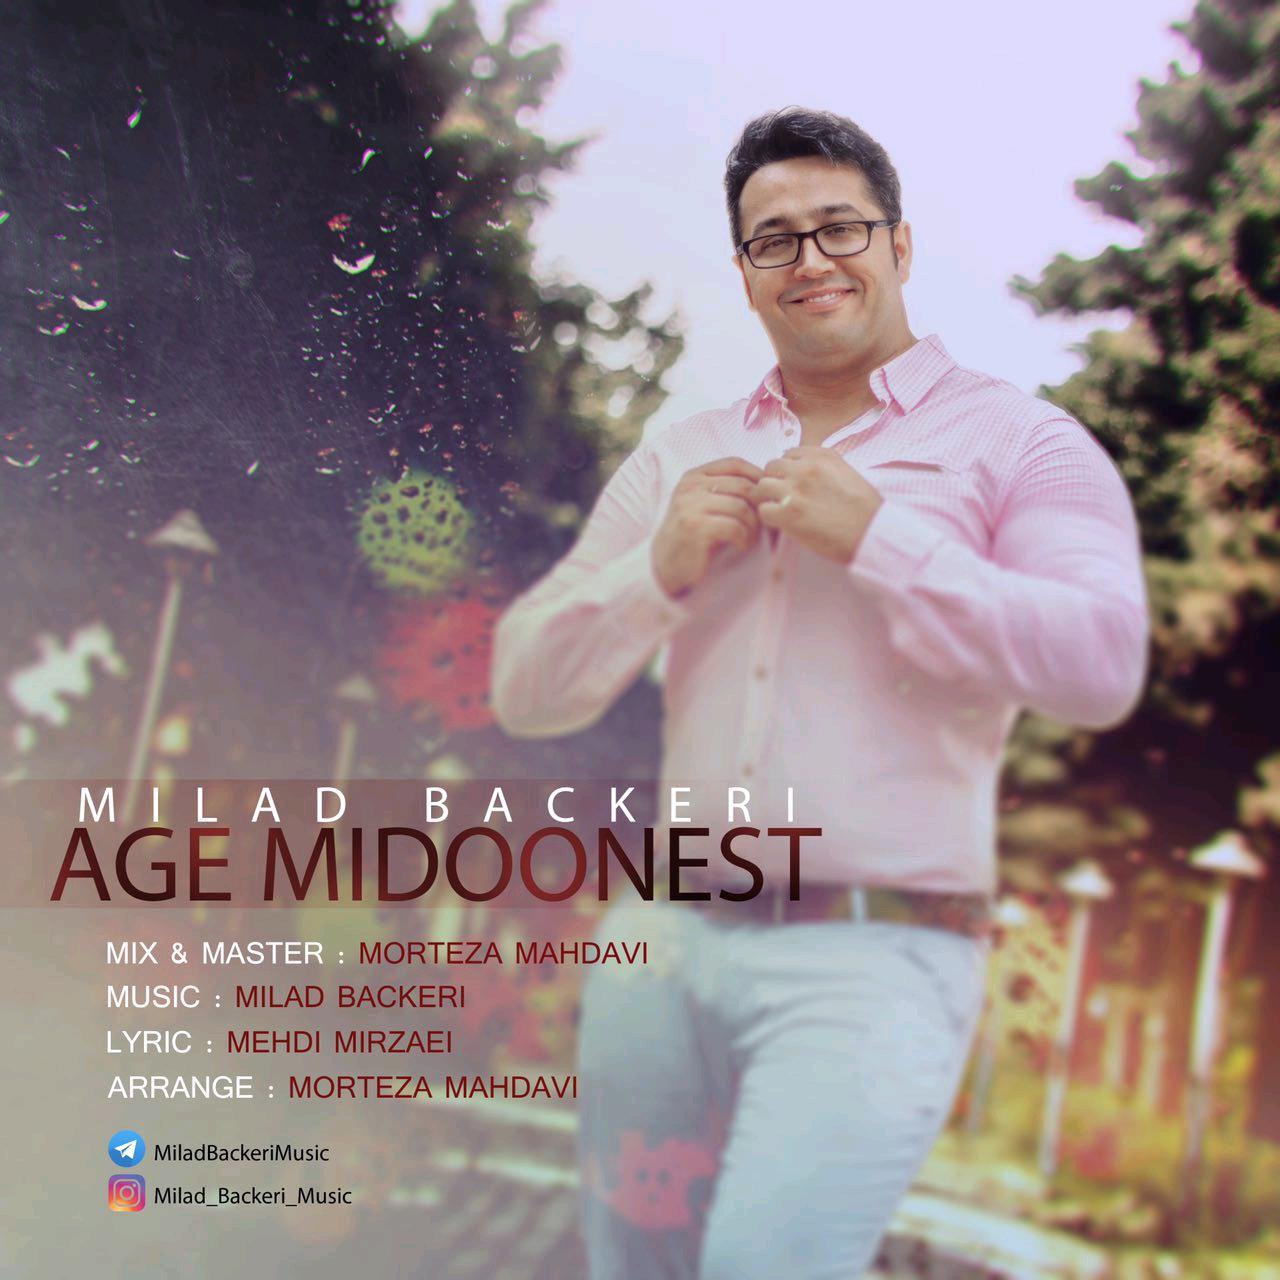 MILAD BACKERI
AGE MIDOONEST
MIX & MASTER : MORTEZA MAHDAVI
MUSIC : MILAD BACKERI
LYRIC : MEHDI MIRZAEI
ARRANGE : MORTEZA MAHDAVI
MiladBackeriMusic
Milad_Backeri_Music